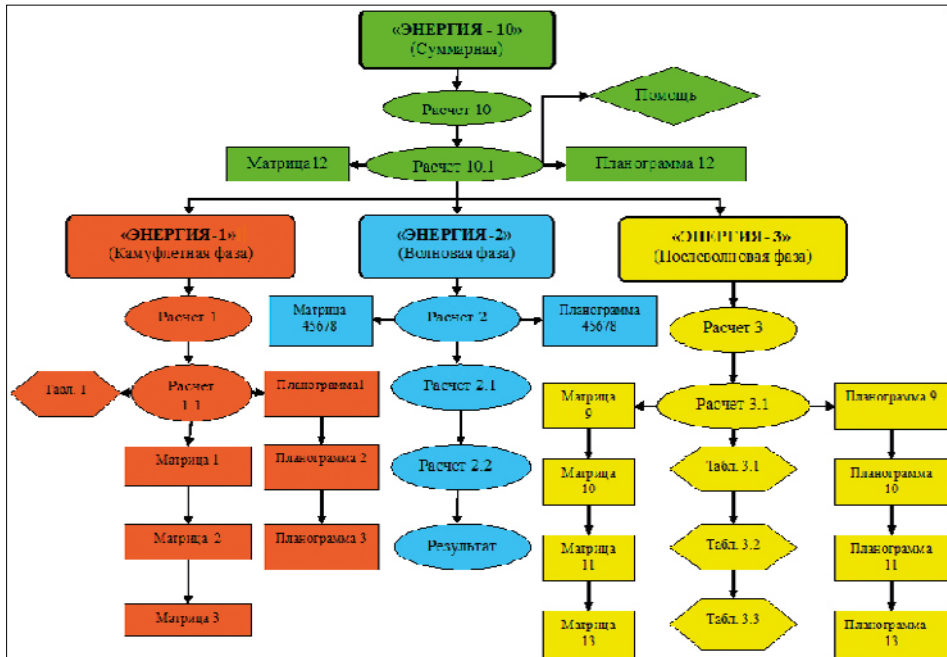 «ЭНЕРГИЯ - 10»
(Суммарная)
Расчет 10
Помощь
Матрица 12
Расчет 10.1
Планограмма 12
«ЭНЕРГИЯ-1»
(Камуфлетная фаза)
«ЭНЕРГИЯ-2»
(Волновая фаза)
«ЭНЕРГИЯ-3»
(Послеволновая фаза)
Расчет 1
Матрица
45678
Расчет 2
Планограмма
45678
Расчет 3
Табл. 1
Расчет
1.1
Планограмма1
Расчет 2.1
Матрица
9
Расчет 3.1
Планограмма 9
Матрица 1
Планограмма 2
Расчет 2.2
Матрица
10
Табл. 3.1
Планограмма
10
Матрица 2
Планограмма 3
Результат
Матрица
11
Табл. 3.2
Планограмма
11
Матрица 3
Матрица
13
Табл. 3.3
Планограмма
13